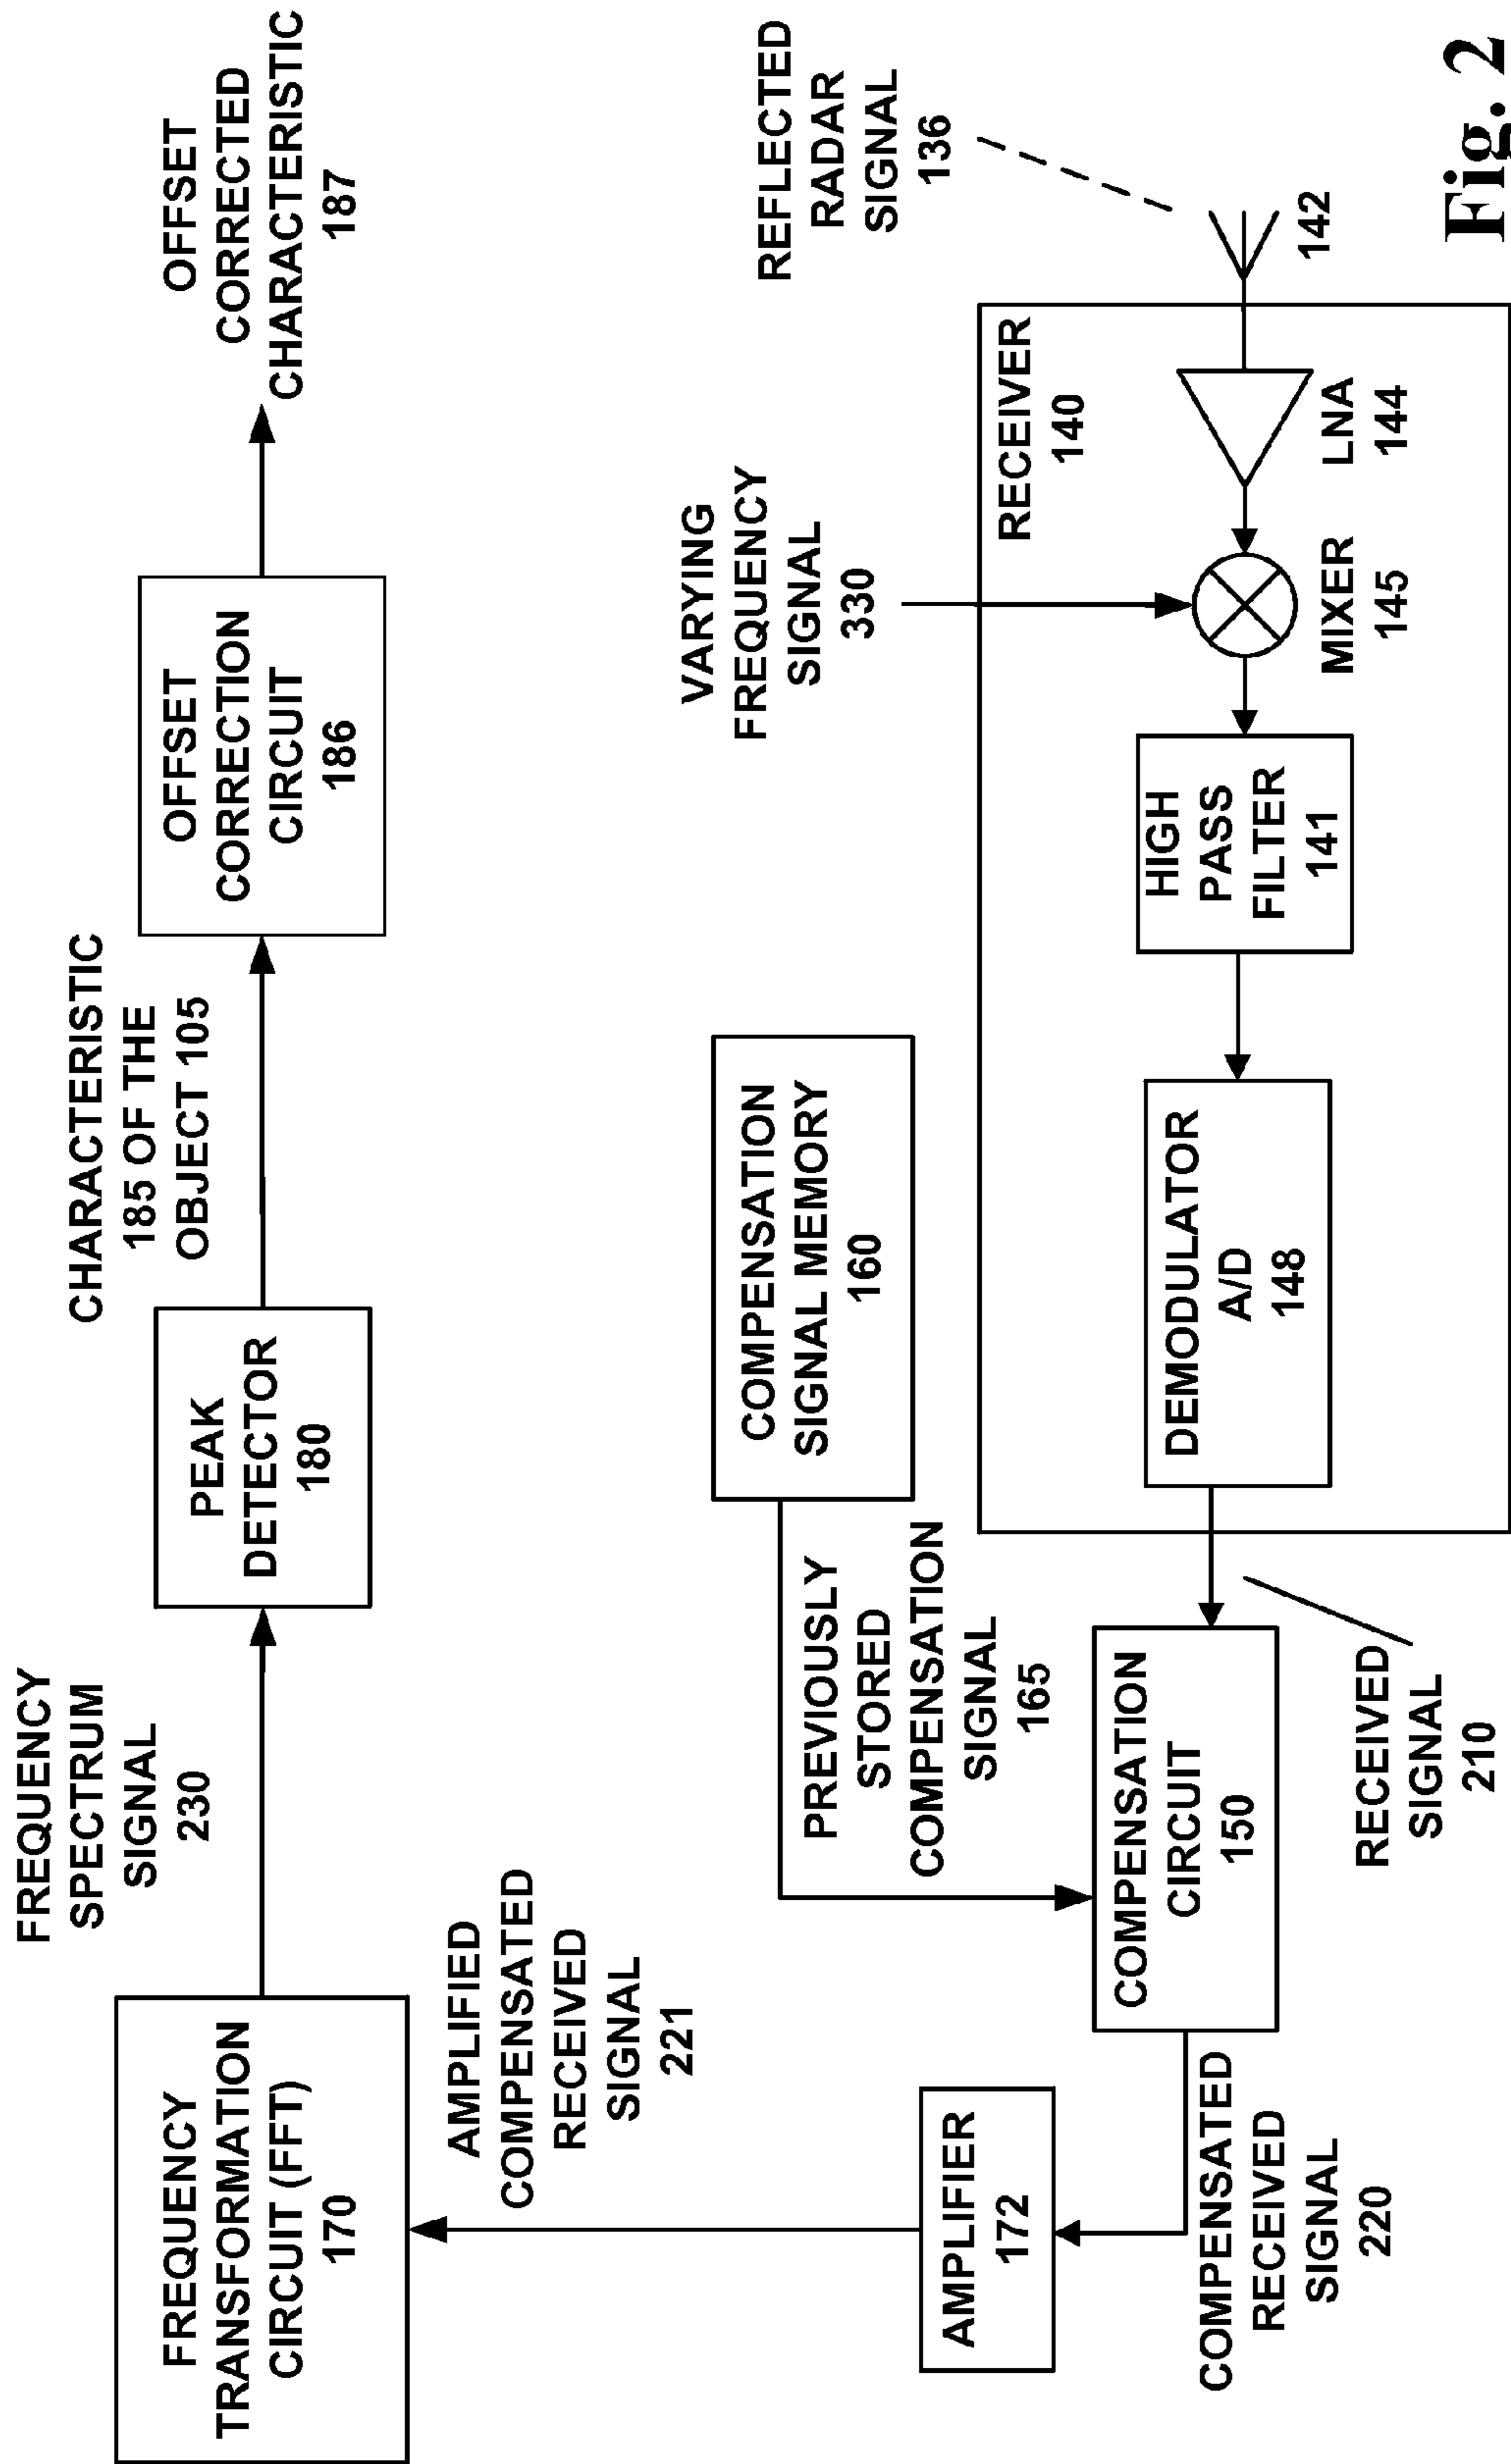 FREQUENCY
TRANSFORMATION
CIRCUIT (FFT)
170
FREQUENCY
SPECTRUM
SIGNAL
230
PEAK
DETECTOR
180
CHARACTERISTIC
185 OF THE
OBJECT 105
OFFSET
CORRECTION
CIRCUIT
186
OFFSET
CORRECTED
CHARACTERISTIC
187
AMPLIFIED
COMPENSATED
RECEIVED
SIGNAL
221
AMPLIFIER
172
COMPENSATED
RECEIVED
SIGNAL
220
COMPENSATION
CIRCUIT
150
PREVIOUSLY
STORED
COMPENSATION
SIGNAL
165
COMPENSATION
SIGNAL MEMORY
160
RECEIVED
SIGNAL
210
VARYING
FREQUENCY
SIGNAL
330
RECEIVER
140
DEMODULATOR
A/D
148
HIGH
PASS
FILTER
141
MIXER
145
LNA
144
REFLECTED
RADAR
SIGNAL
136
142
Fig. 2